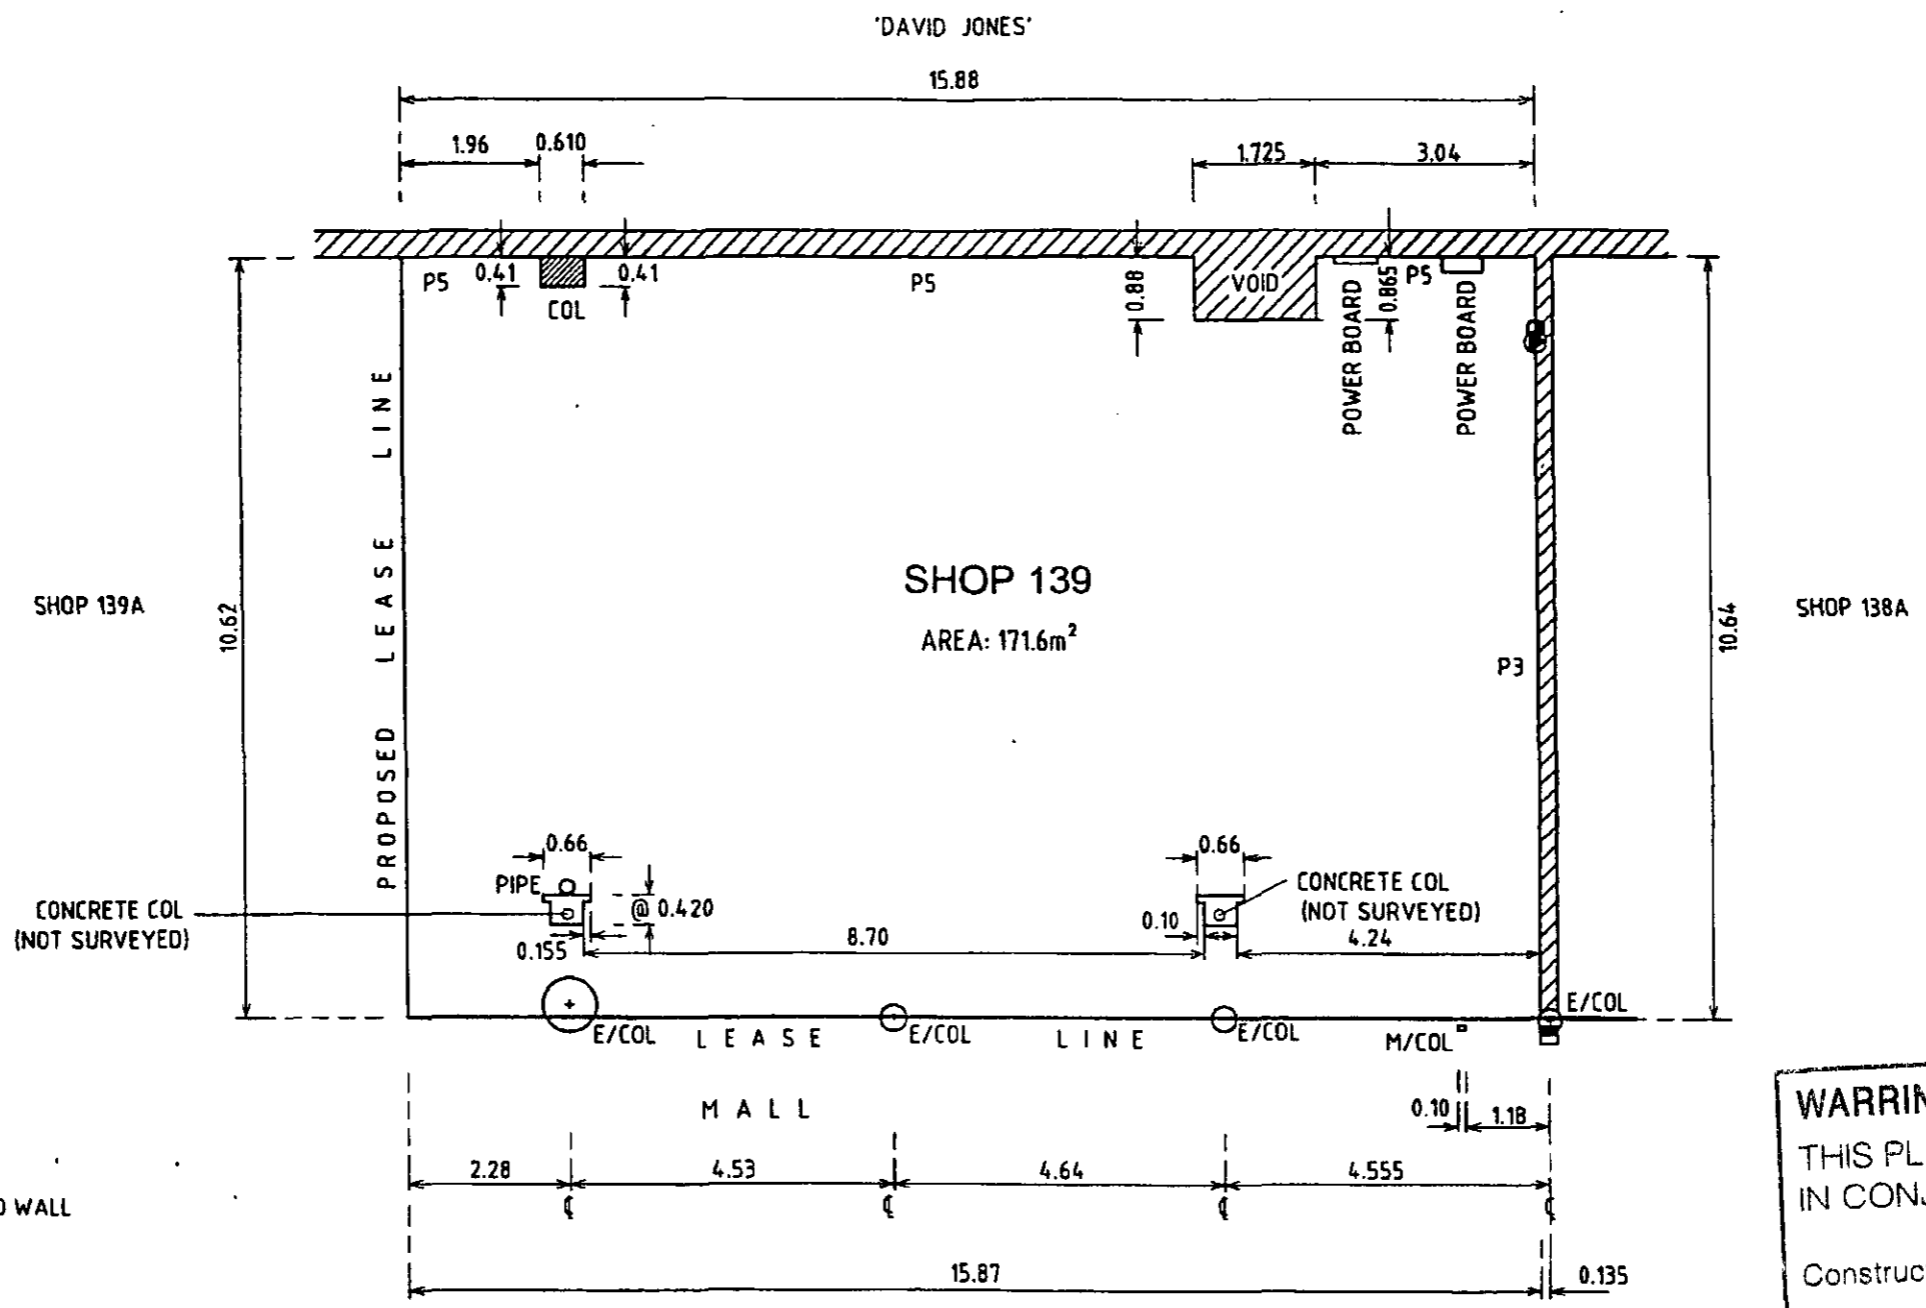 'DAVID JONES'
15.88
1.96
0.610
1.725
3.04
P5
0.41
0.41
P5
0.88
VOID
0.865
P5
COL
POWER BOARD
POWER BOARD
PROPOSED LEASE LINE
SHOP 139A
10.62
SHOP 139
AREA: 171.6m²
P3
10.64
SHOP 138A
0.66
0.66
PIPE
CONCRETE COL
(NOT SURVEYED)
@ 0.420
0.155
8.70
0.10
CONCRETE COL
(NOT SURVEYED)
4.24
E/COL
LEASE
E/COL
LINE
E/COL
M/COL
E/COL
MALL
0.10
1.18
2.28
4.53
4.64
4.555
℄
℄
℄
℄
WALL
15.87
0.135
WARRIN
THIS PL
IN CONJ
Construc